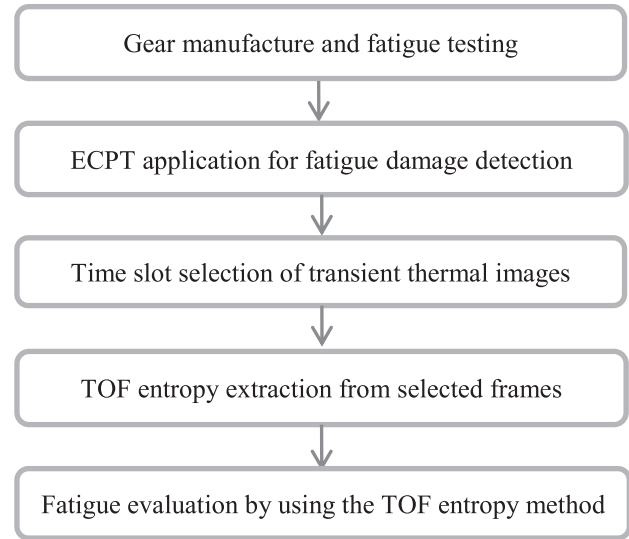 Gear manufacture and fatigue testing
ECPT application for fatigue damage detection
Time slot selection of transient thermal images
TOF entropy extraction from selected frames
Fatigue evaluation by using the TOF entropy method